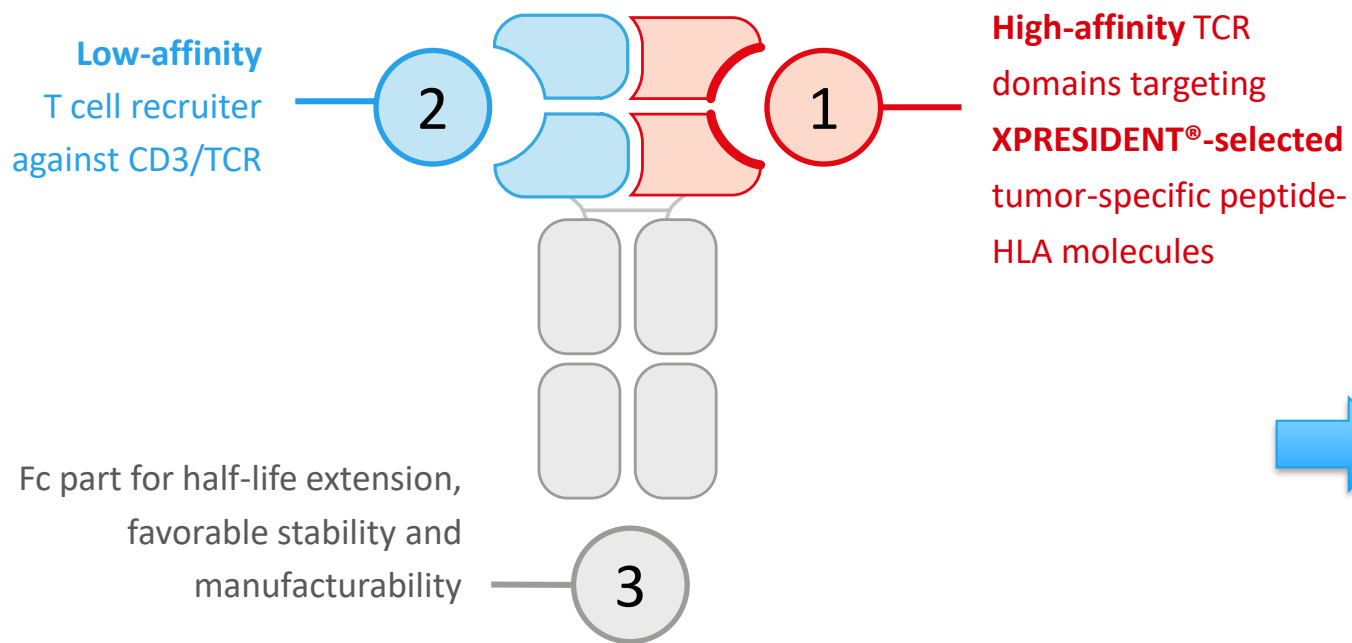 Low-affinity
T cell recruiter
against CD3/TCR
2
1
High-affinity TCR
domains targeting
XPRESIDENT®-selected
tumor-specific peptide-
HLA molecules
Fc part for half-life extension,
favorable stability and
manufacturability
3